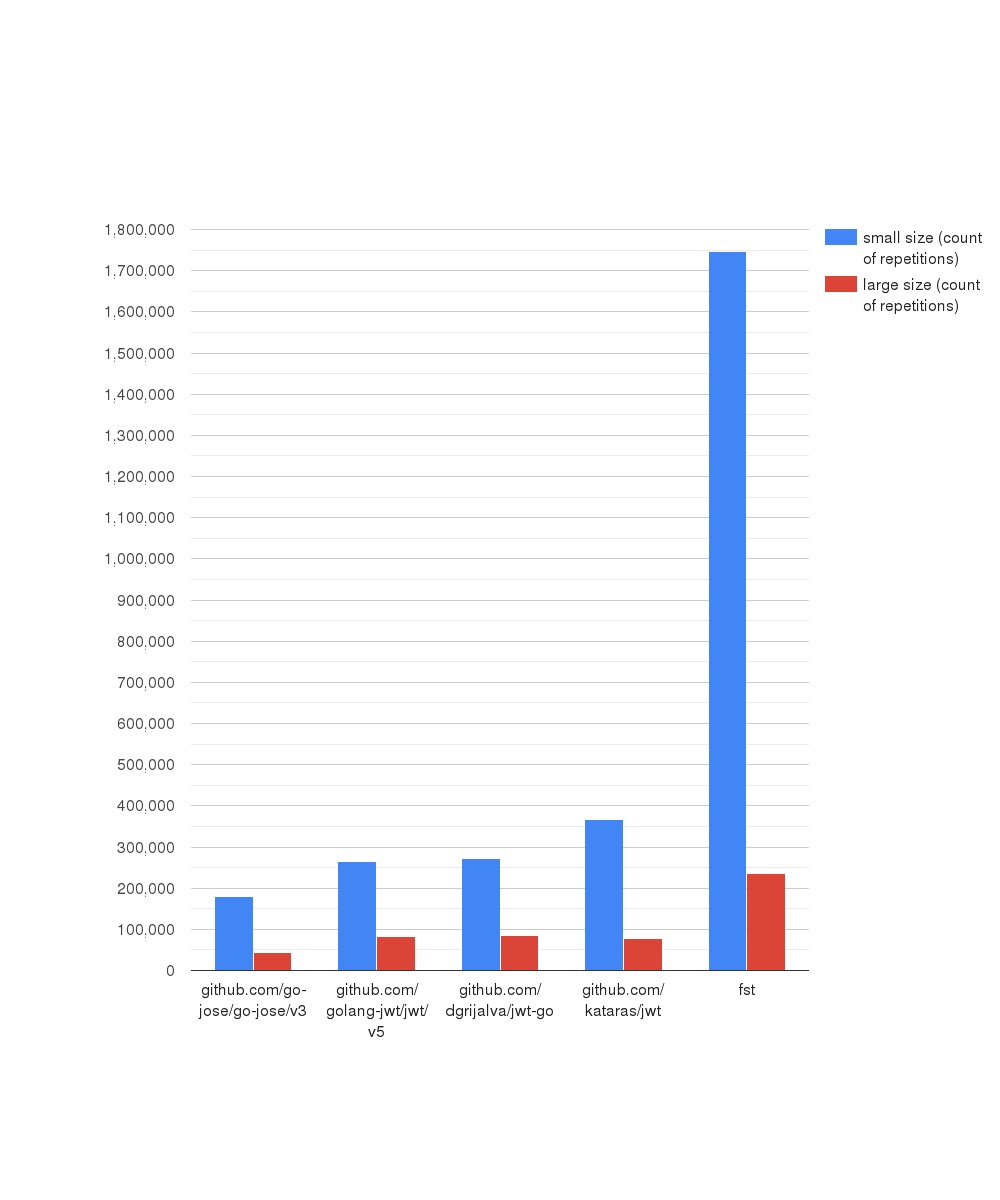 1,800,000
1,700,000
1,600,000
1,500,000
1,400,000
1,300,000
1,200,000
1,100,000
1,000,000
900,000
800,000
700,000
600,000
500,000
400,000
300,000
200,000
100,000
0
github.com/go-
jose/go-jose/v3
github.com/
golang-jwt/jwt/
v5
github.com/
dgrijalva/jwt-go
github.com/
kataras/jwt
fst
small size (count
of repetitions)
large size (count
of repetitions)